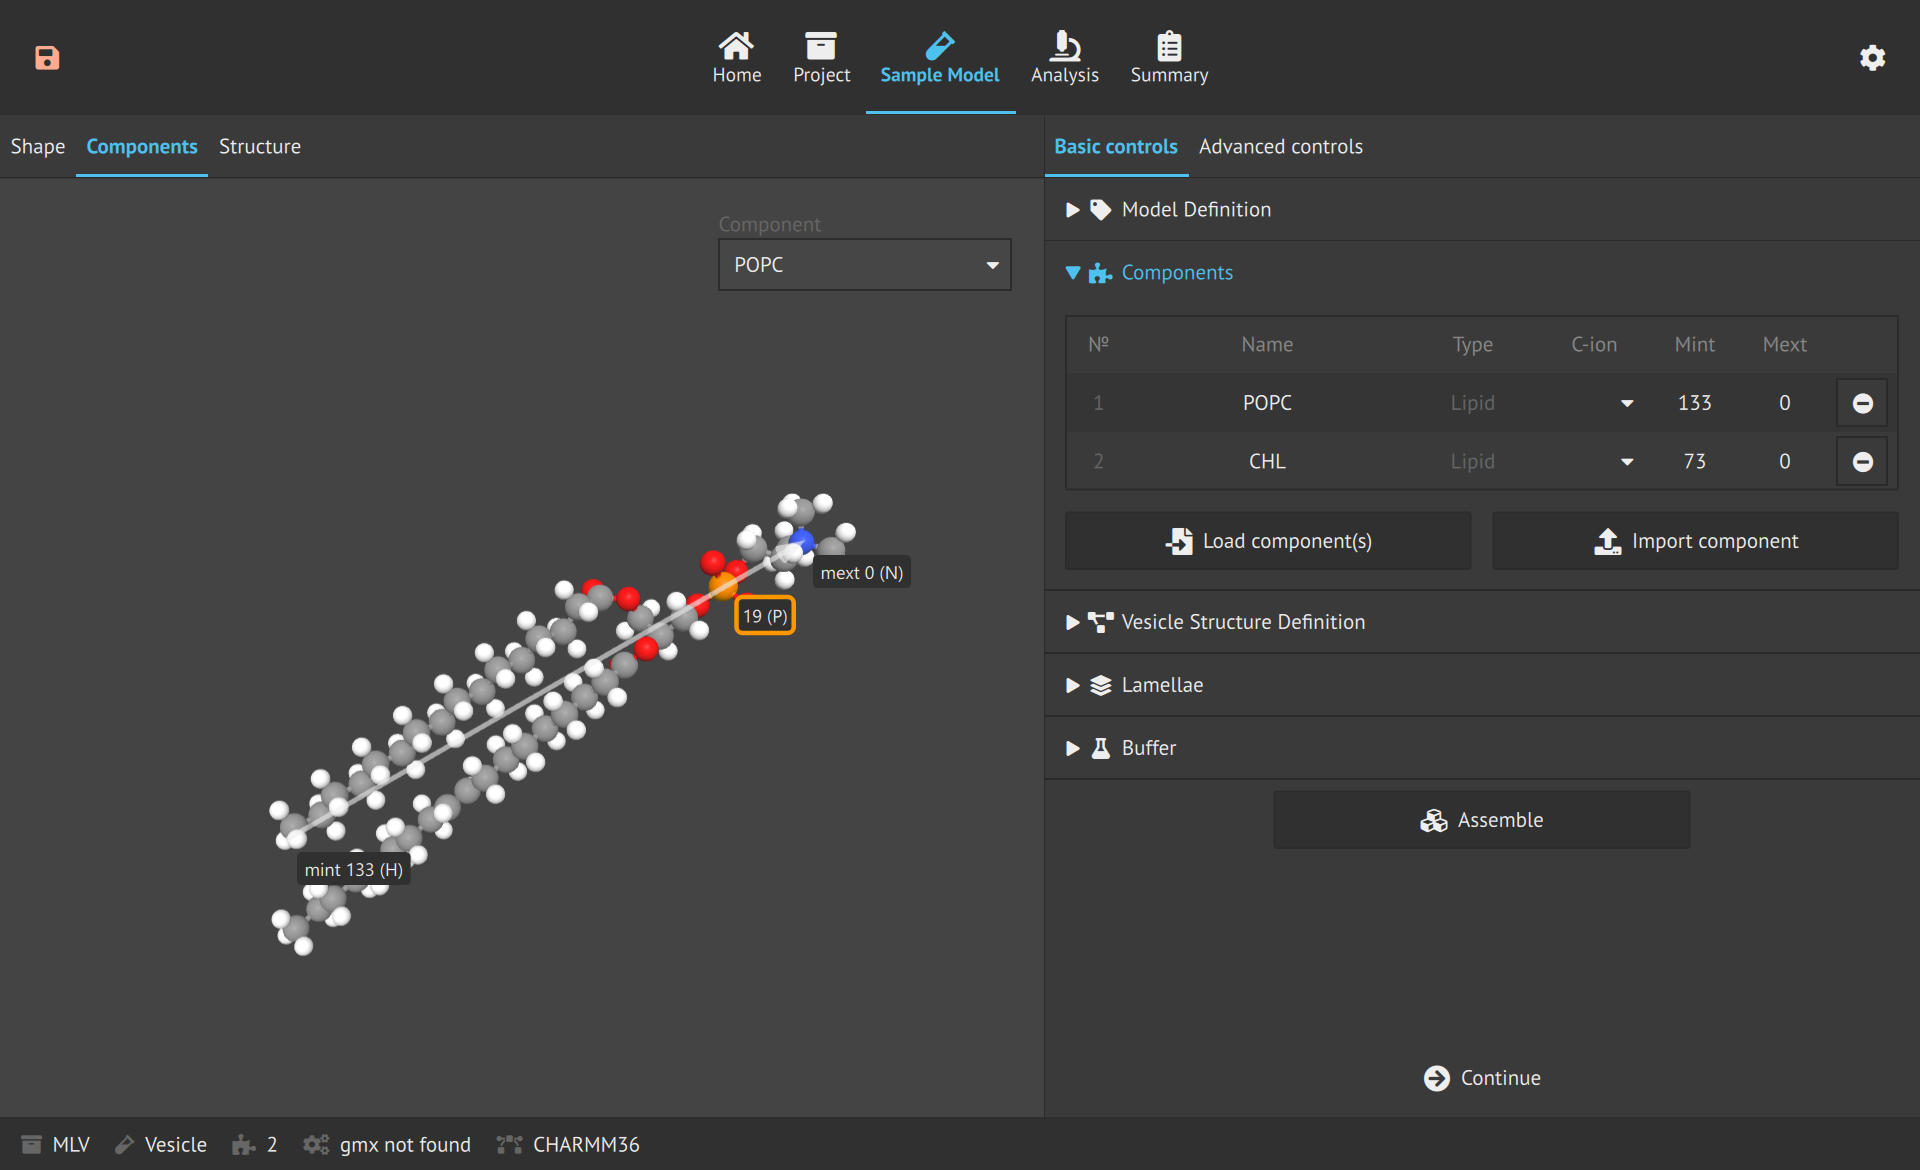 Home Project Sample Model Analysis Summary
Shape Components Structure
Basic controls Advanced controls
Component
POPC
mext 0 (N)
19 (P)
mint 133 (H)
Model Definition
Components
Nº Name Type C-ion Mint Mext
1 POPC Lipid 133 0
2 CHL Lipid 73 0
Load component(s) Import component
Vesicle Structure Definition
Lamellae
Buffer
Assemble
Continue
MLV Vesicle 2 gmx not found CHARMM36